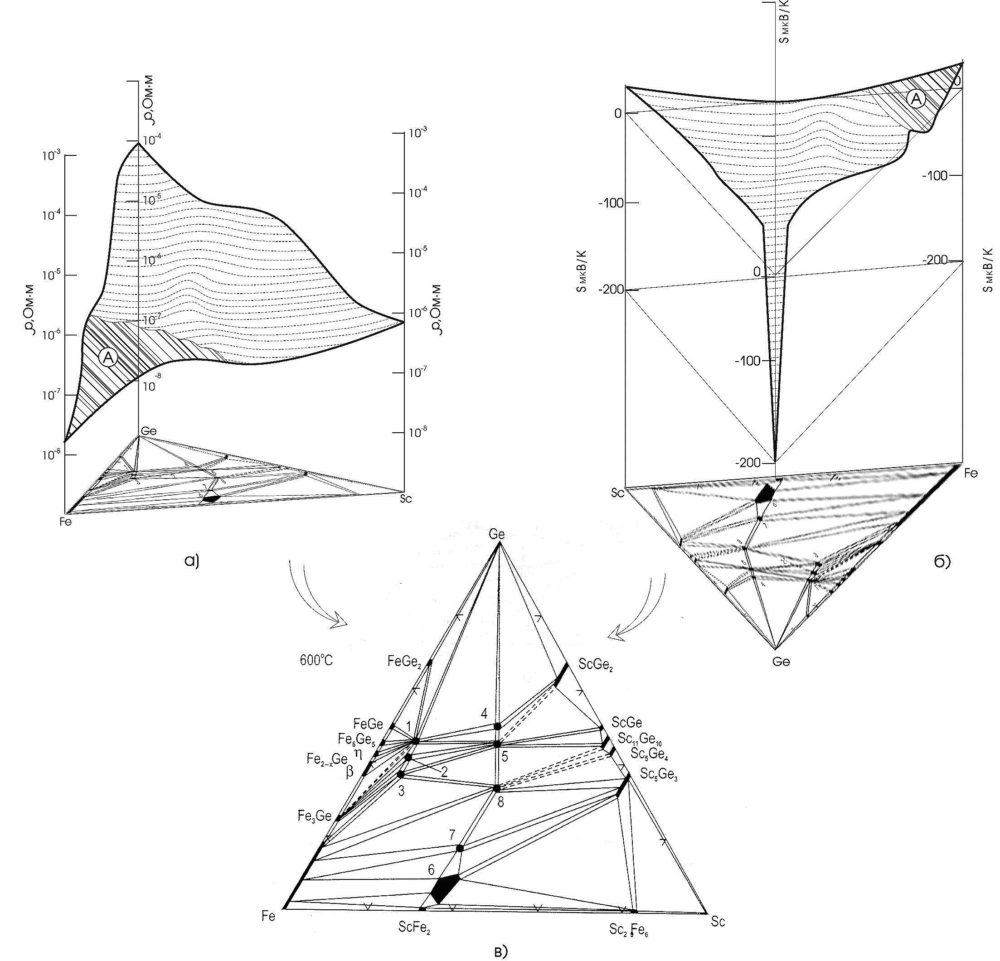 ρ,Ом·м
10-4
10-5
10-6
10-7
10-8
10-3
10-4
10-5
10-6
10-7
10-8
ρ,Ом·м
10-3
10-4
10-5
10-6
10-7
10-8
ρ,Ом·м
A
Ge
Fe
Sc
а)
S мкВ/К
0
-100
-200
S мкВ/К
0
-100
-200
0
-100
-200
S мкВ/К
A
Sc
Fe
Ge
б)
600°C
Ge
FeGe2
ScGe2
FeGe
1
4
ScGe
Fe6Ge5
Sc11Ge10
η
5
Sc5Ge4
Fe2-xGe
β
2
Sc5Ge3
3
8
Fe3Ge
7
6
Fe
Sc
ScFe2
Sc29Fe6
в)